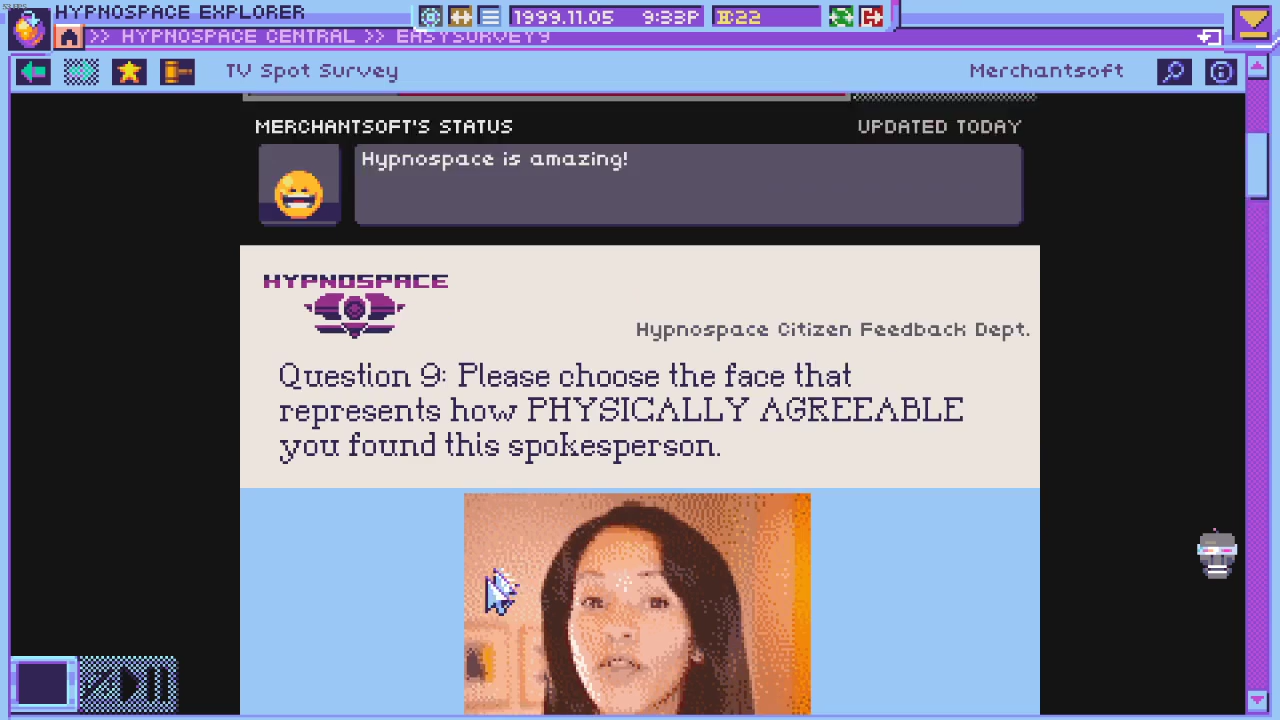 HYPNOSPACE EXPLORER
1999.11.05 9:33P
22
>> HYPNOSPACE CENTRAL >> EASYSURVEY9
TV Spot Survey
Merchantsoft
MERCHANTSOFT'S STATUS
UPDATED TODAY
Hypnospace is amazing!
HYPNOSPACE
Hypnospace Citizen Feedback Dept.
Question 9: Please choose the face that
represents how PHYSICALLY AGREEABLE
you found this spokesperson.